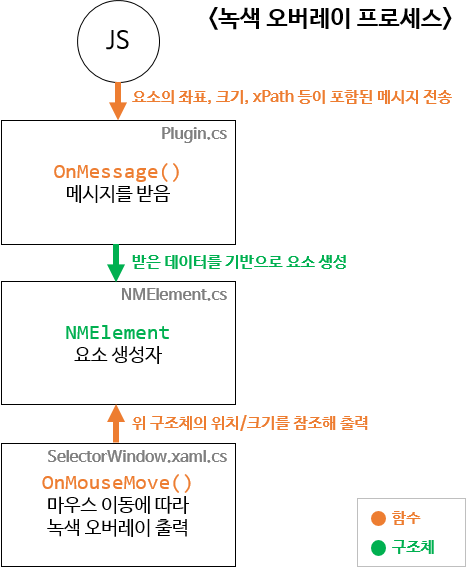 <녹색 오버레이 프로세스>
JS
요소의 좌표, 크기, xPath 등이 포함된 메시지 전송
Plugin.cs
OnMessage()
메시지를 받음
받은 데이터를 기반으로 요소 생성
NMElement.cs
NMElement
요소 생성자
위 구조체의 위치/크기를 참조해 출력
SelectorWindow.xaml.cs
OnMouseMove()
마우스 이동에 따라
녹색 오버레이 출력
함수
구조체